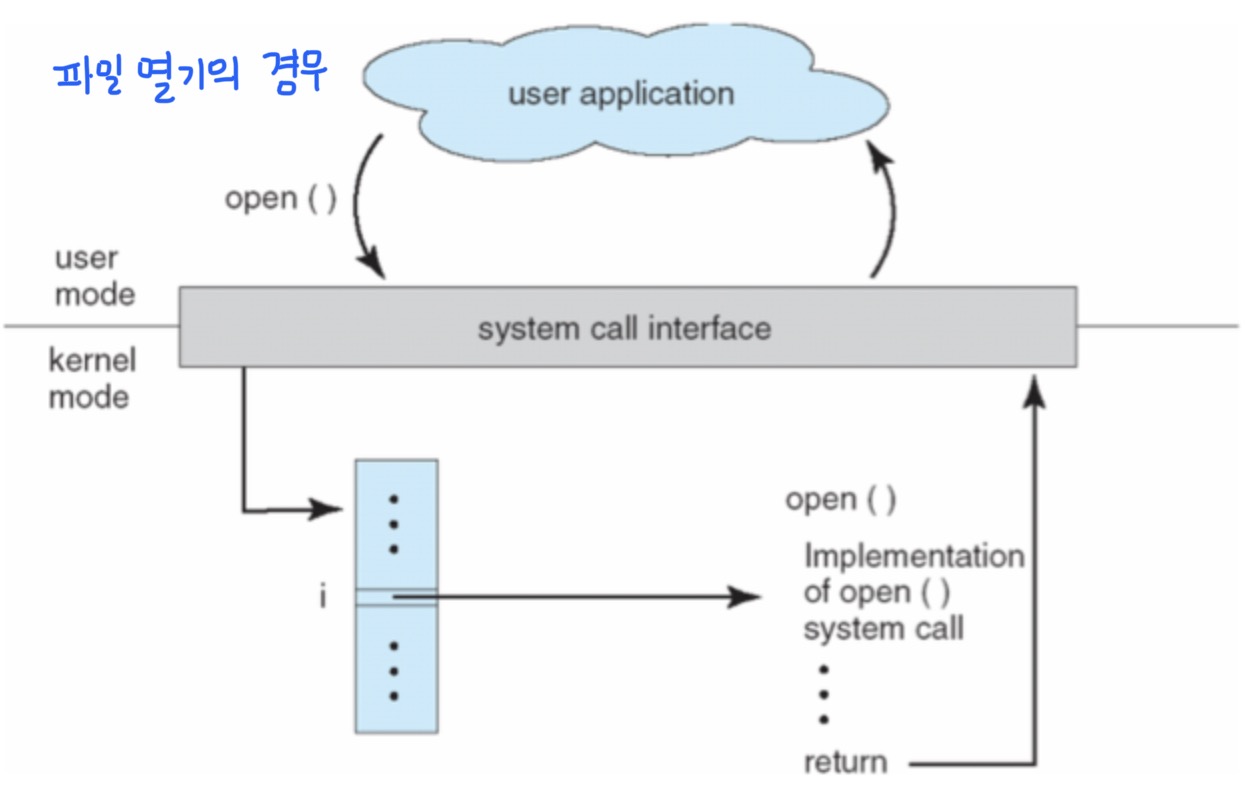 파일 열기의 경우
user application
open ( )
user
mode
system call interface
kernel
mode
open ( )
Implementation
of open ( )
system call
i
return